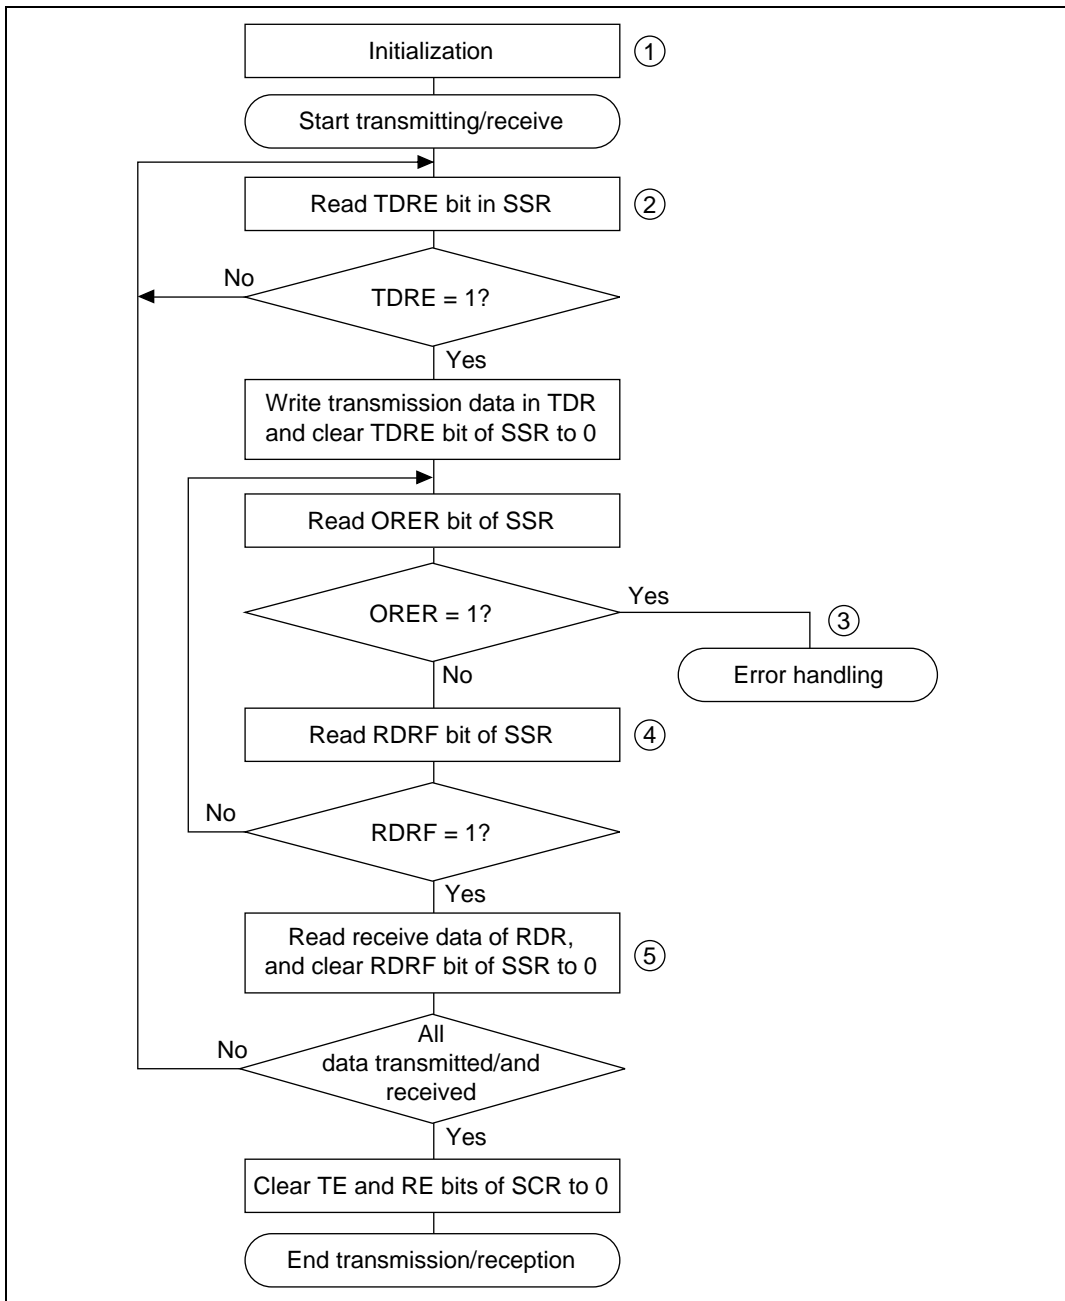 Initialization
①
Start transmitting/receive
Read TDRE bit in SSR
②
No
TDRE = 1?
Yes
Write transmission data in TDR
and clear TDRE bit of SSR to 0
Read ORER bit of SSR
ORER = 1?
Yes
③
Error handling
No
Read RDRF bit of SSR
④
No
RDRF = 1?
Yes
Read receive data of RDR,
and clear RDRF bit of SSR to 0
⑤
No
All
data transmitted/and
received
Yes
Clear TE and RE bits of SCR to 0
End transmission/reception